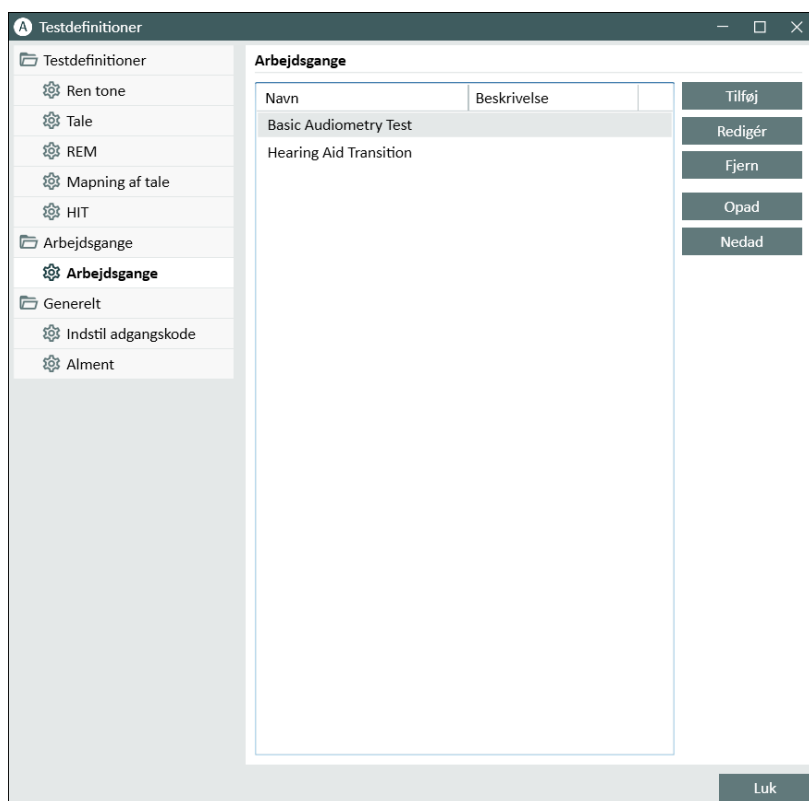 A Testdefinitioner
Testdefinitioner
Ren tone
Tale
REM
Mapning af tale
HIT
Arbejdsgange
Arbejdsgange
Generelt
Indstil adgangskode
Alment
Arbejdsgange
Navn Beskrivelse
Basic Audiometry Test
Hearing Aid Transition
Tilføj
Redigér
Fjern
Opad
Nedad
Luk